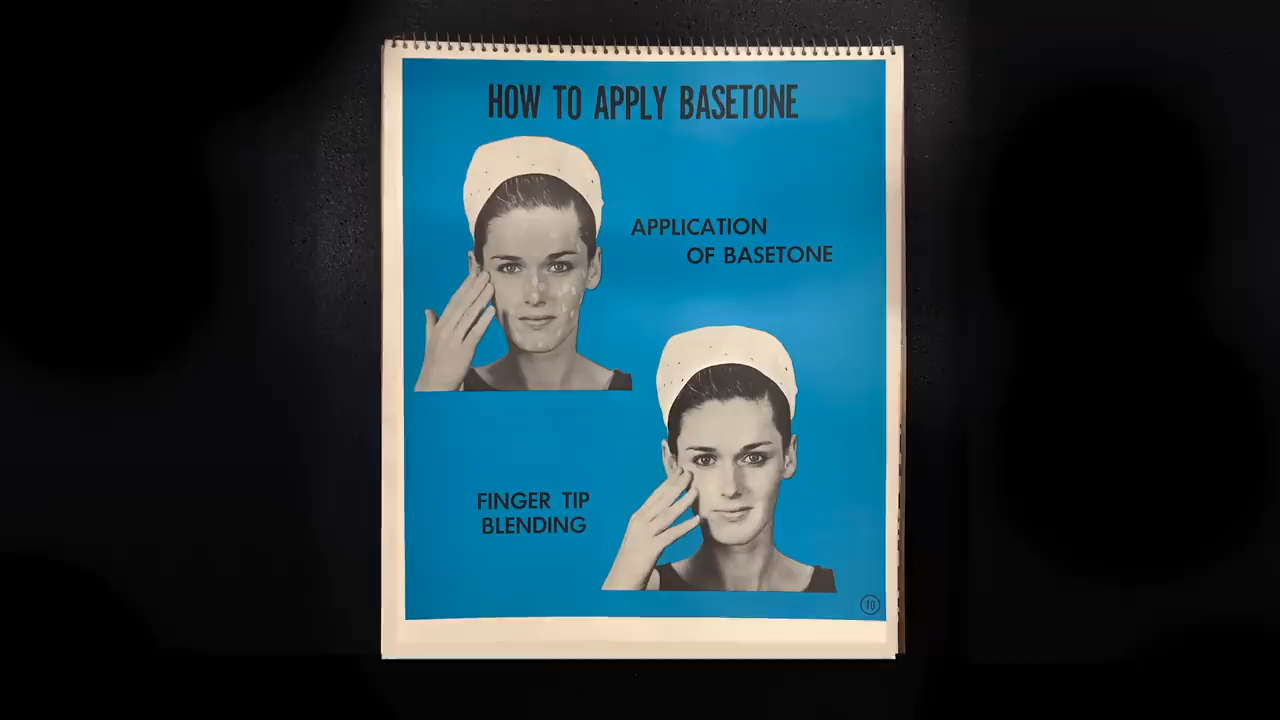 HOW TO APPLY BASETONE
APPLICATION
OF BASETONE
FINGER TIP
BLENDING
10